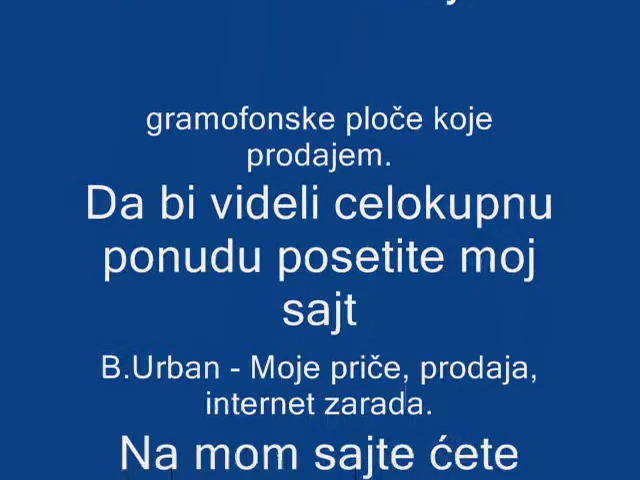 gramofonske ploče koje
prodajem.
Da bi videli celokupnu
ponudu posetite moj
sajt
B.Urban - Moje priče, prodaja,
internet zarada.
Na mom sajte ćete